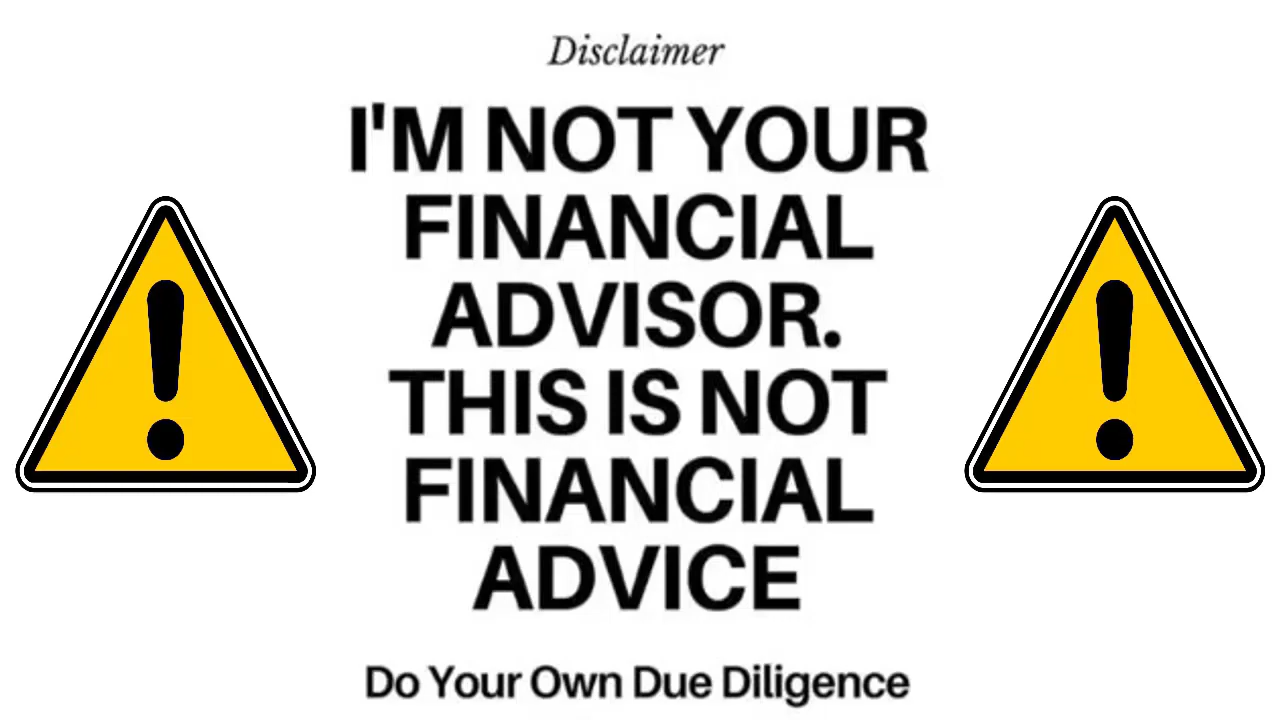 Disclaimer
I'M NOT YOUR
FINANCIAL
ADVISOR.
THIS IS NOT
FINANCIAL
ADVICE
Do Your Own Due Diligence